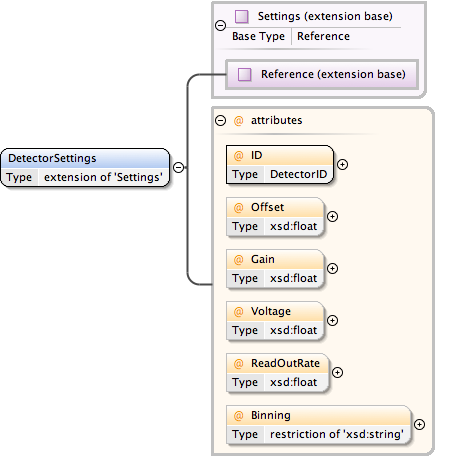 Settings (extension base)
Base Type Reference
Reference (extension base)
@ attributes
DetectorSettings
Type extension of 'Settings'
@ ID
Type DetectorID
@ Offset
Type xsd:float
@ Gain
Type xsd:float
@ Voltage
Type xsd:float
@ ReadOutRate
Type xsd:float
@ Binning
Type restriction of 'xsd:string'